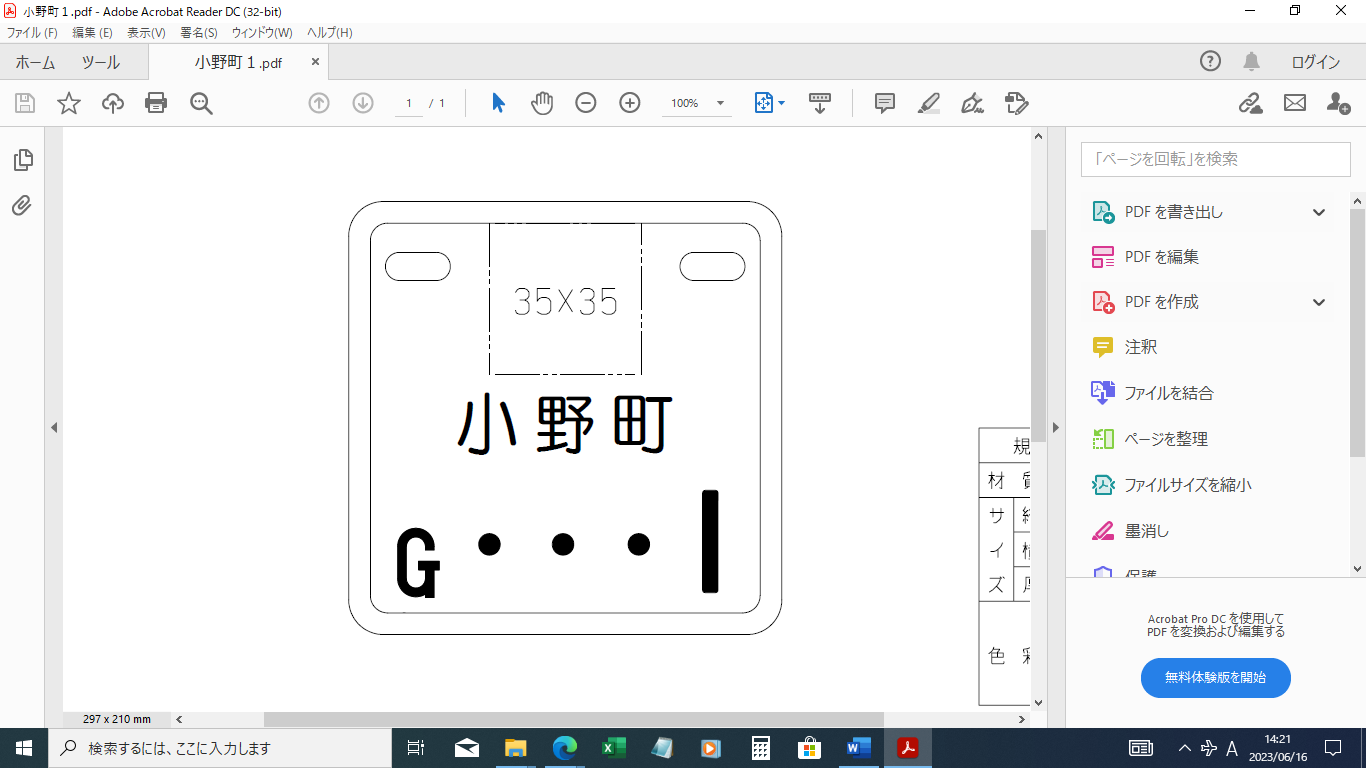 小野町１.pdf - Adobe Acrobat Reader DC (32-bit)
ファイル (F) 編集 (E) 表示(V) 署名(S) ウィンドウ(W) ヘルプ(H)
ホーム ツール 小野町１.pdf × ログイン
1 / 1 100%
35X35
小野町
G・・・1
規
材 質
サイズ
色 彩
「ページを回転」を検索
PDF を書き出し
PDF を編集
PDF を作成
注釈
ファイルを結合
ページを整理
ファイルサイズを縮小
墨消し
保護
Acrobat Pro DC を使用して
PDF を変換および編集する
無料体験版を開始
297 x 210 mm
検索するには、ここに入力します
A 14:21
2023/06/16